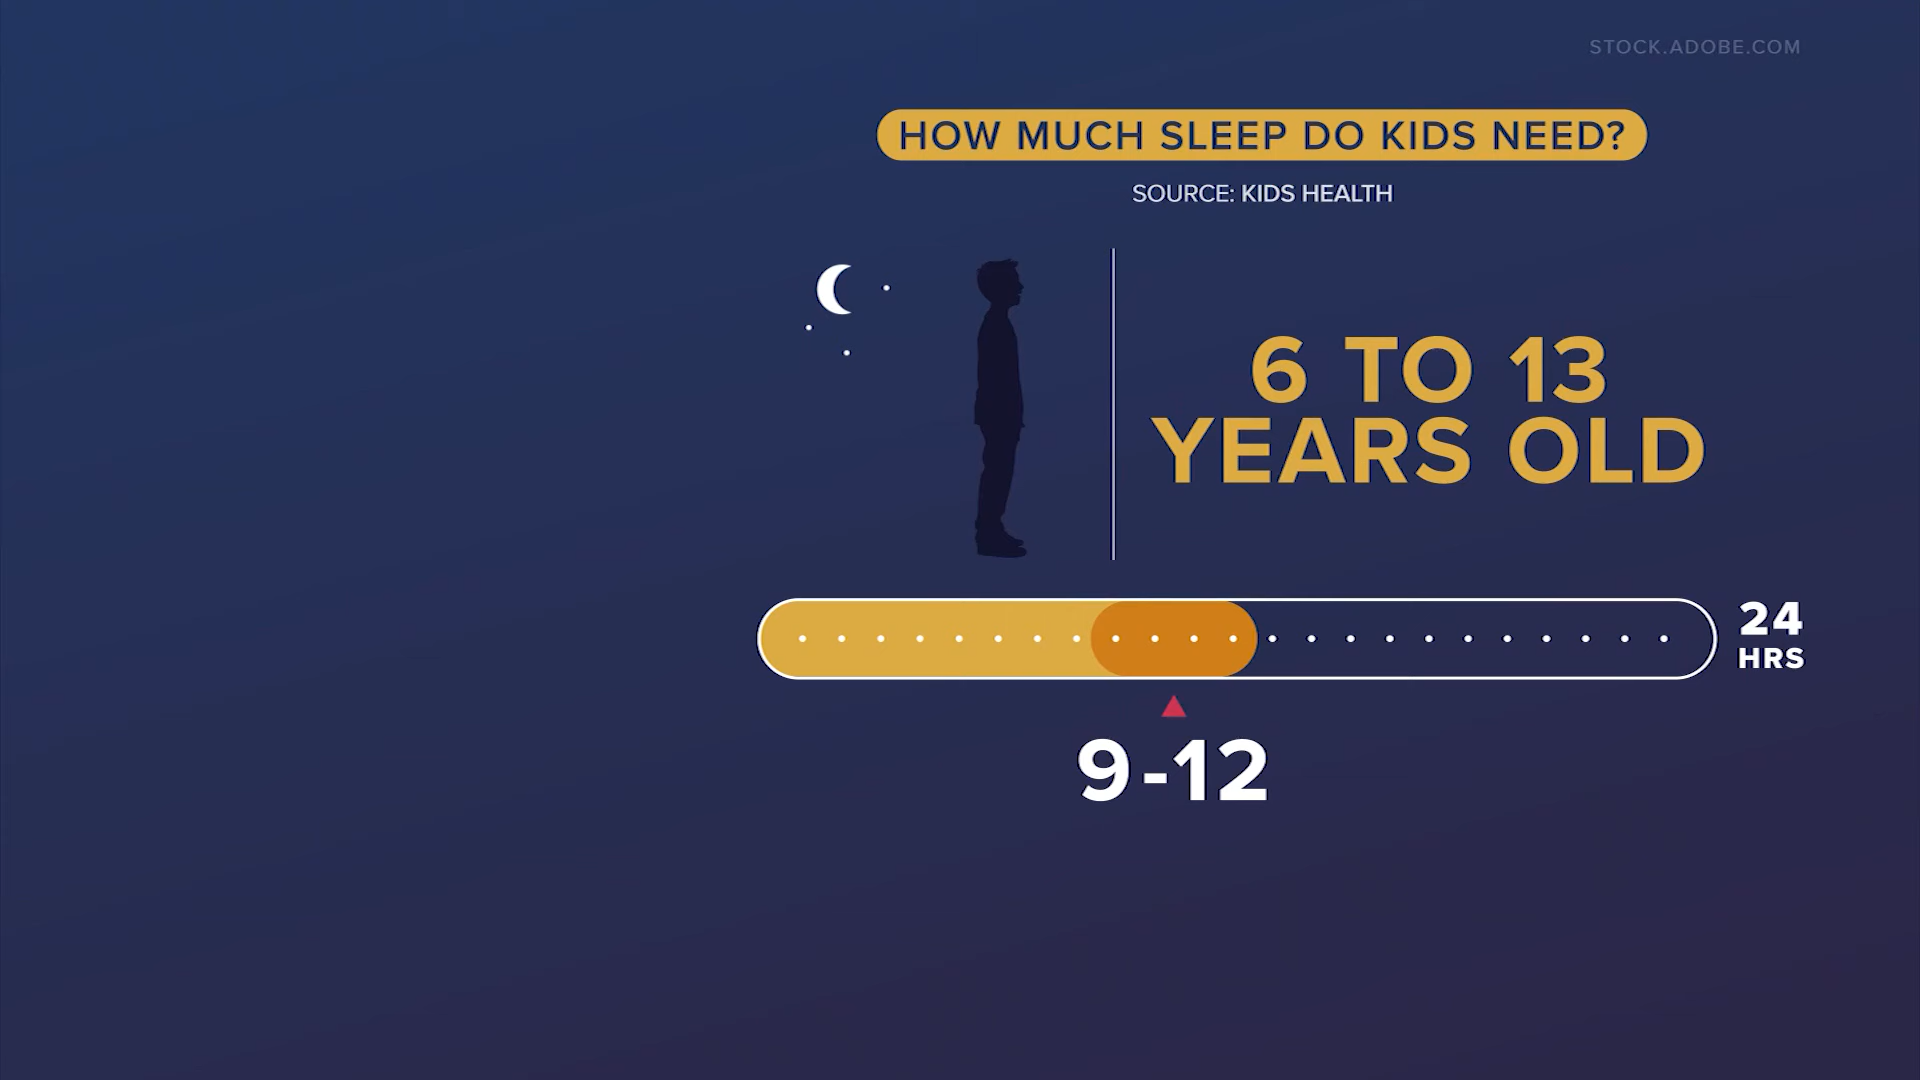 STOCK.ADOBE.COM
HOW MUCH SLEEP DO KIDS NEED?
SOURCE: KIDS HEALTH
6 TO 13
YEARS OLD
24
HRS
9-12